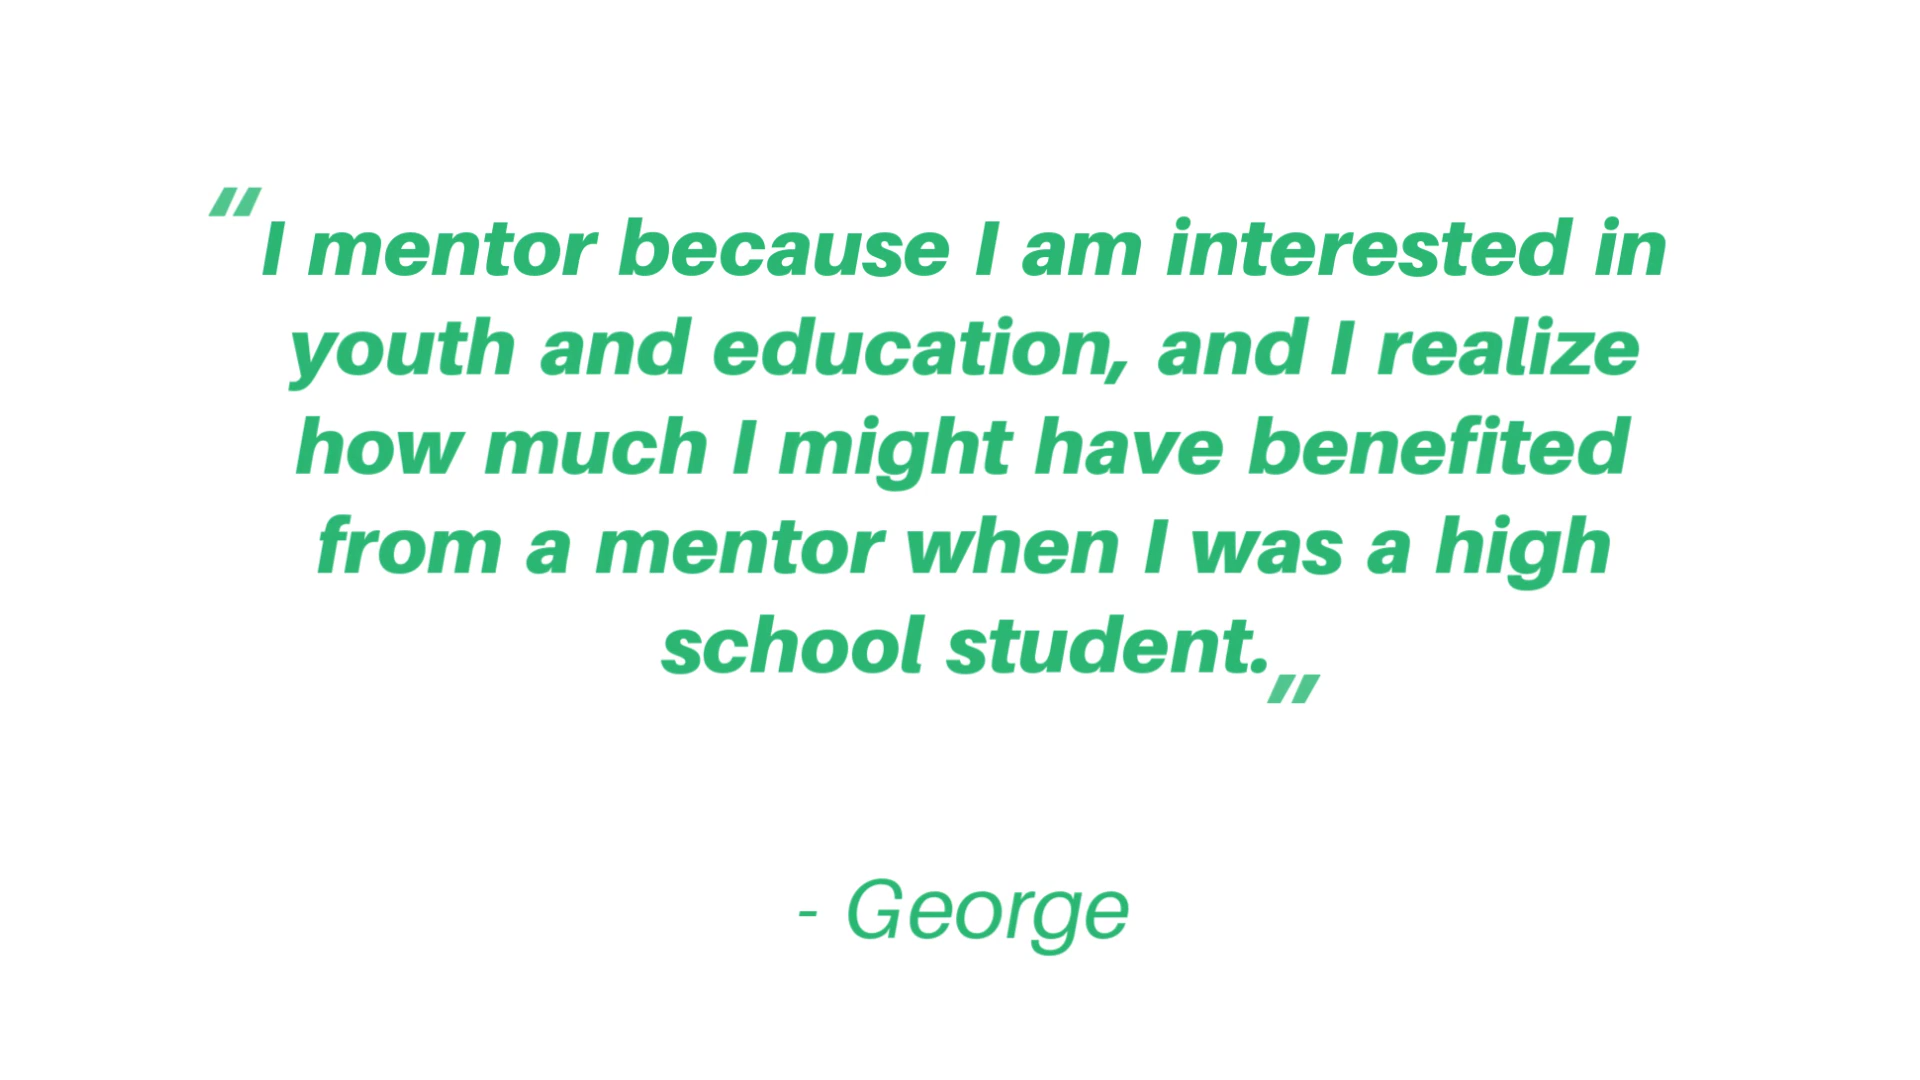 "I mentor because I am interested in
youth and education, and I realize
how much I might have benefited
from a mentor when I was a high
school student."
- George